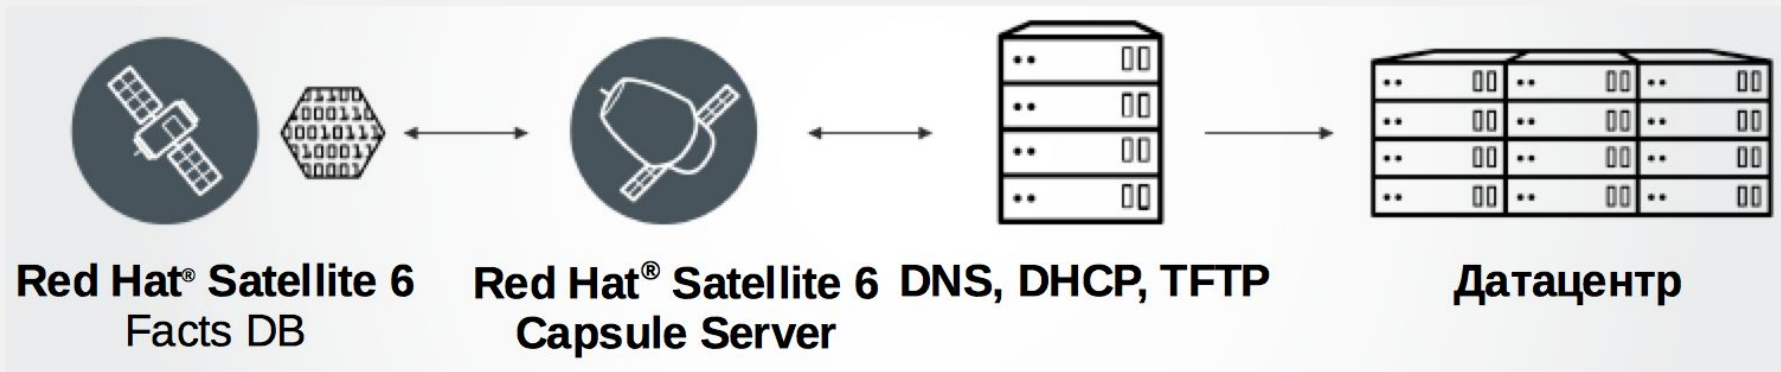 Red Hat® Satellite 6
Facts DB
Red Hat® Satellite 6
Capsule Server
DNS, DHCP, TFTP
Датацентр